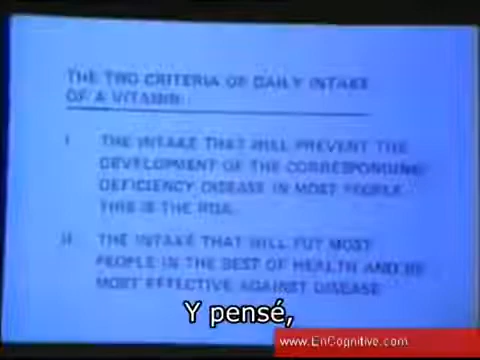 THE TWO CRITERIA OF DAILY INTAKE
OF A VITAMIN
I THE INTAKE THAT WILL PREVENT THE
DEVELOPMENT OF THE CORRESPONDING
DEFICIENCY DISEASE IN MOST PEOPLE.
THIS IS THE RDA.
II THE INTAKE THAT WILL PUT MOST
PEOPLE IN THE BEST OF HEALTH AND BE
MOST EFFECTIVE AGAINST DISEASE
Y pensé,
www.EnCognitive.com